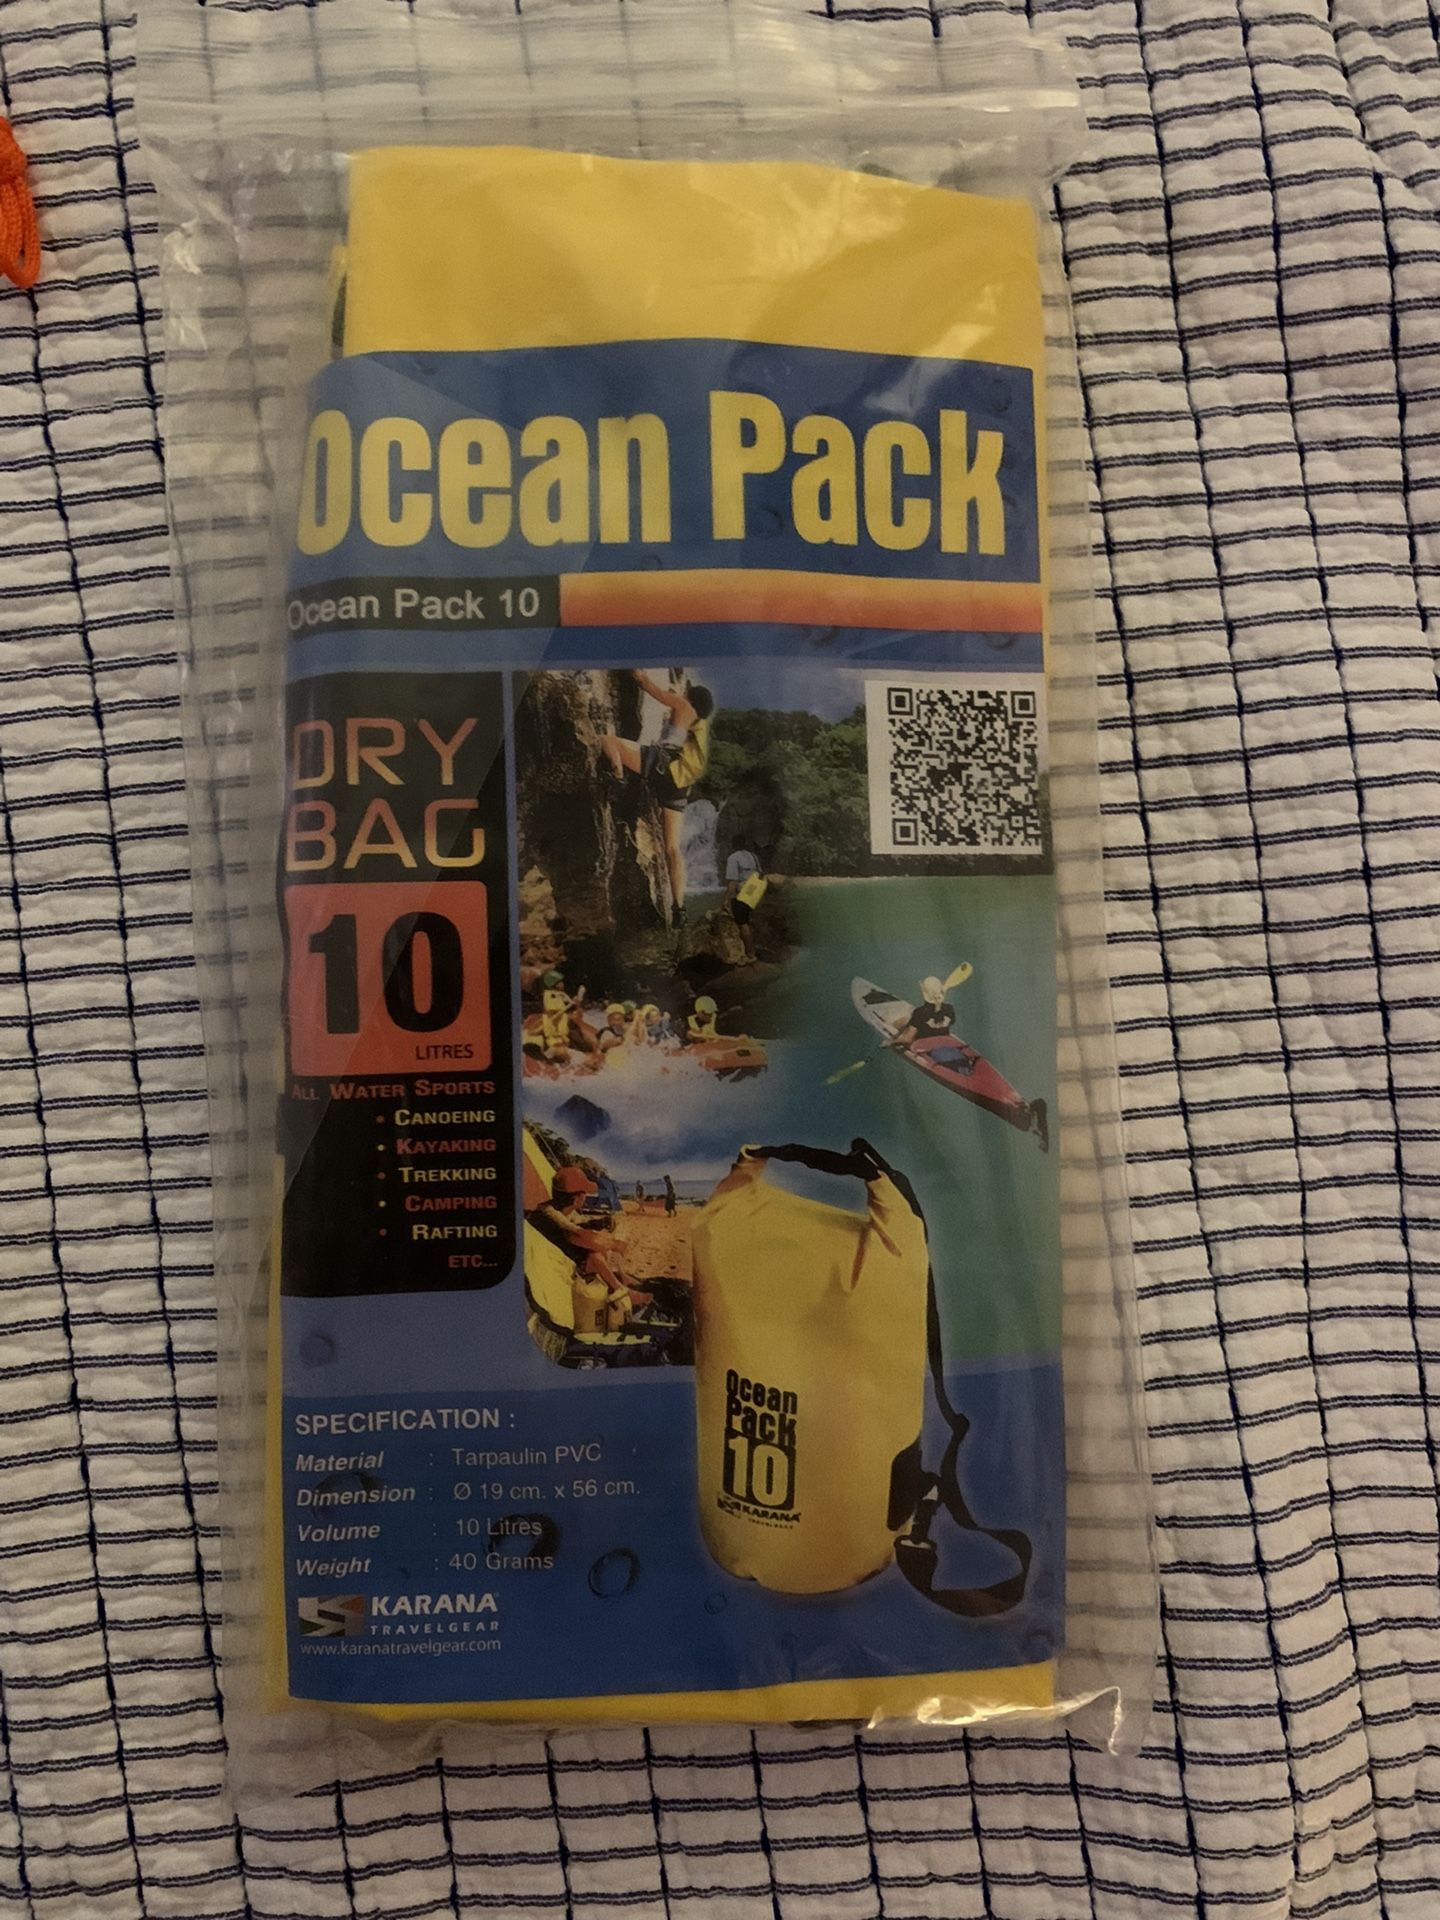 Ocean Pack
Ocean Pack 10
DRY
BAG
10
LITRES
ALL WATER SPORTS
• CANOEING
• KAYAKING
• TREKKING
• CAMPING
• RAFTING
ETC...
Ocean
Pack
10
KARANA
SPECIFICATION :
Material : Tarpaulin PVC
Dimension : Ø 19 cm. x 56 cm.
Volume : 10 Litres
Weight : 40 Grams
KARANA
TRAVELGEAR
www.karanatravelgear.com